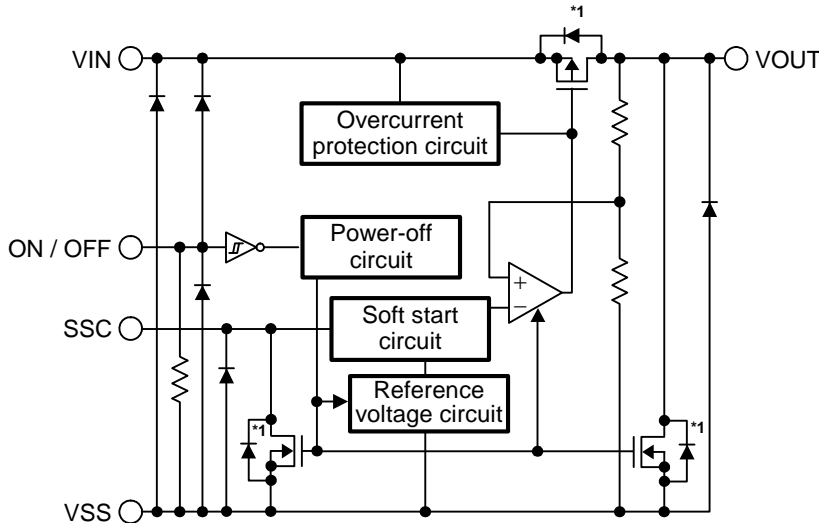 *1
VIN
VOUT
Overcurrent
protection circuit
ON / OFF
Power-off
circuit
+
−
SSC
Soft start
circuit
Reference
voltage circuit
*1
*1
VSS